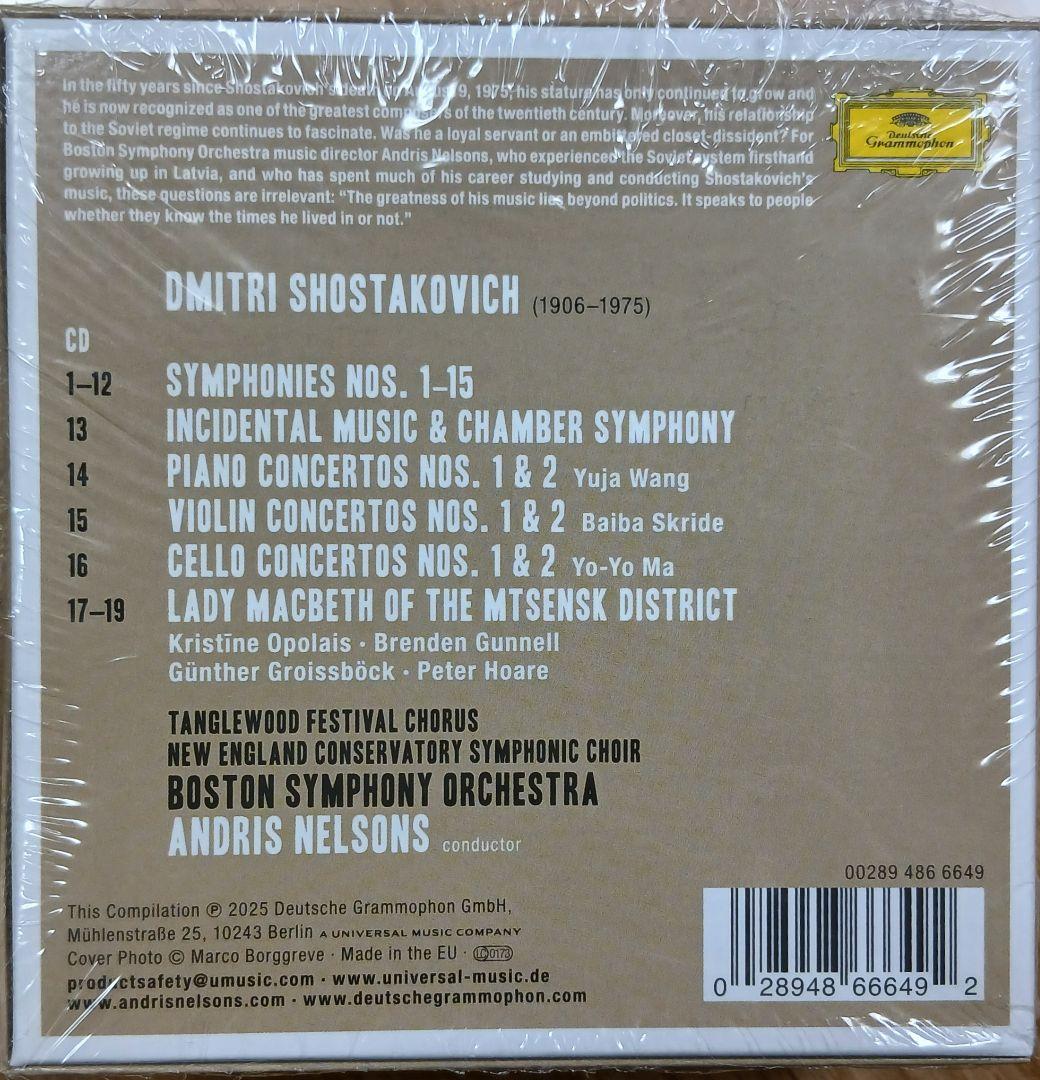 In the fifty years since Shostakovich's death on August 9, 1975, his stature has only continued to grow and
he is now recognized as one of the greatest composers of the twentieth century. Moreover, his relationship
to the Soviet regime continues to fascinate. Was he a loyal servant or an embittered closet-dissident? For
Boston Symphony Orchestra music director Andris Nelsons, who experienced the Soviet system firsthand
growing up in Latvia, and who has spent much of his career studying and conducting Shostakovich's
music, these questions are irrelevant: “The greatness of his music lies beyond politics. It speaks to people
whether they know the times he lived in or not.”
Deutsche
Grammophon
DMITRI SHOSTAKOVICH (1906–1975)
CD
1–12 SYMPHONIES NOS. 1–15
13 INCIDENTAL MUSIC & CHAMBER SYMPHONY
14 PIANO CONCERTOS NOS. 1 & 2 Yuja Wang
15 VIOLIN CONCERTOS NOS. 1 & 2 Baiba Skride
16 CELLO CONCERTOS NOS. 1 & 2 Yo-Yo Ma
17–19 LADY MACBETH OF THE MTSENSK DISTRICT
Kristīne Opolais · Brenden Gunnell
Günther Groissböck · Peter Hoare
TANGLEWOOD FESTIVAL CHORUS
NEW ENGLAND CONSERVATORY SYMPHONIC CHOIR
BOSTON SYMPHONY ORCHESTRA
ANDRIS NELSONS conductor
00289 486 6649
This Compilation ℗ 2025 Deutsche Grammophon GmbH,
Mühlenstraße 25, 10243 Berlin A UNIVERSAL MUSIC COMPANY
Cover Photo © Marco Borggreve · Made in the EU · LC 0173
productsafety@umusic.com · www.universal-music.de
www.andrisnelsons.com · www.deutschegrammophon.com
0 28948 66649 2